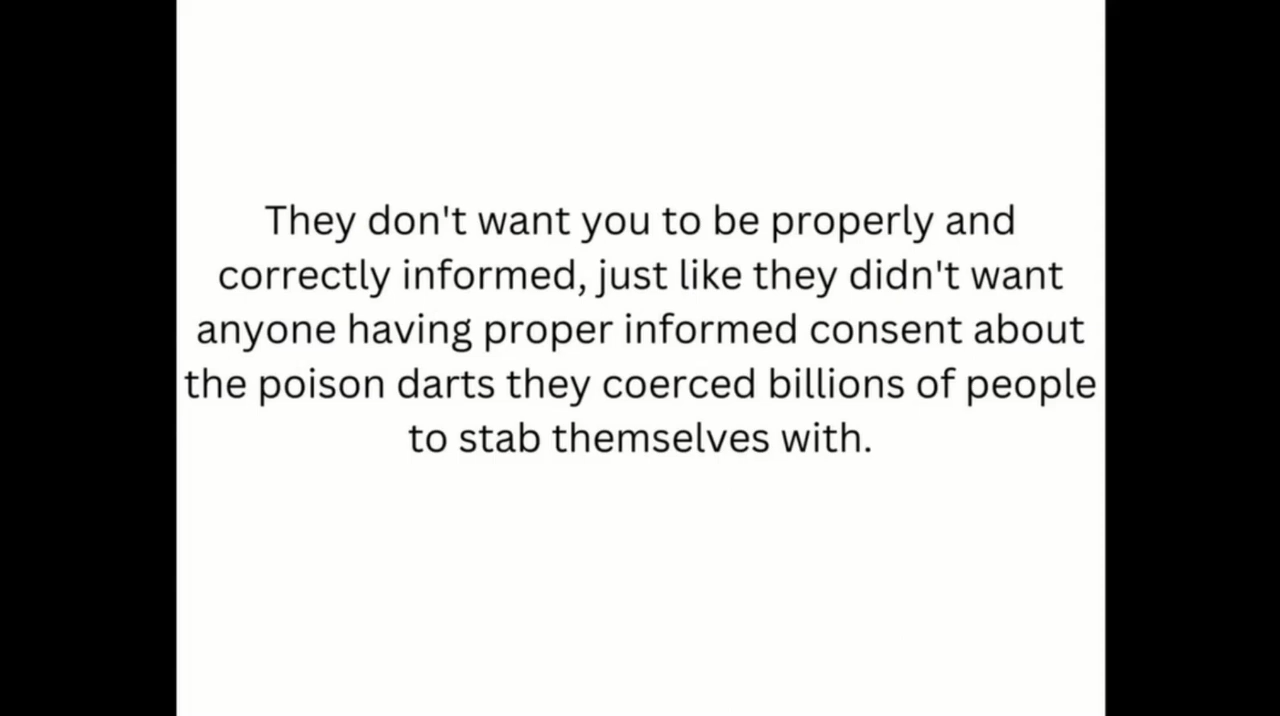 They don't want you to be properly and
correctly informed, just like they didn't want
anyone having proper informed consent about
the poison darts they coerced billions of people
to stab themselves with.